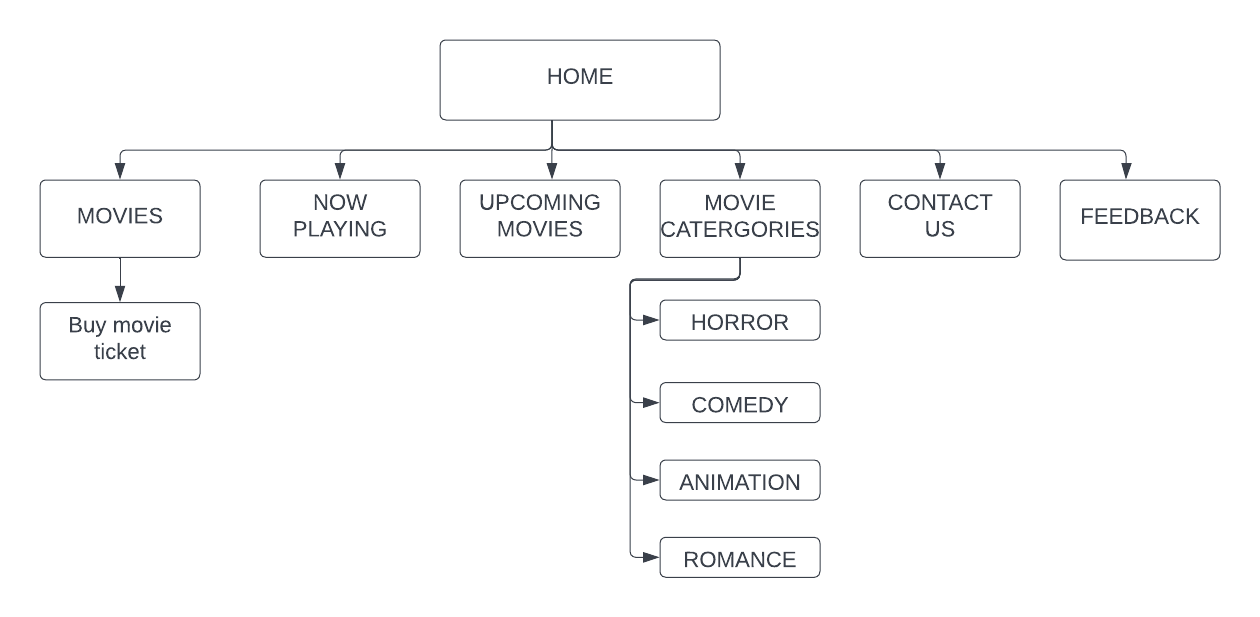 HOME
MOVIES
NOW
PLAYING
UPCOMING
MOVIES
MOVIE
CATERGORIES
CONTACT
US
FEEDBACK
Buy movie
ticket
HORROR
COMEDY
ANIMATION
ROMANCE